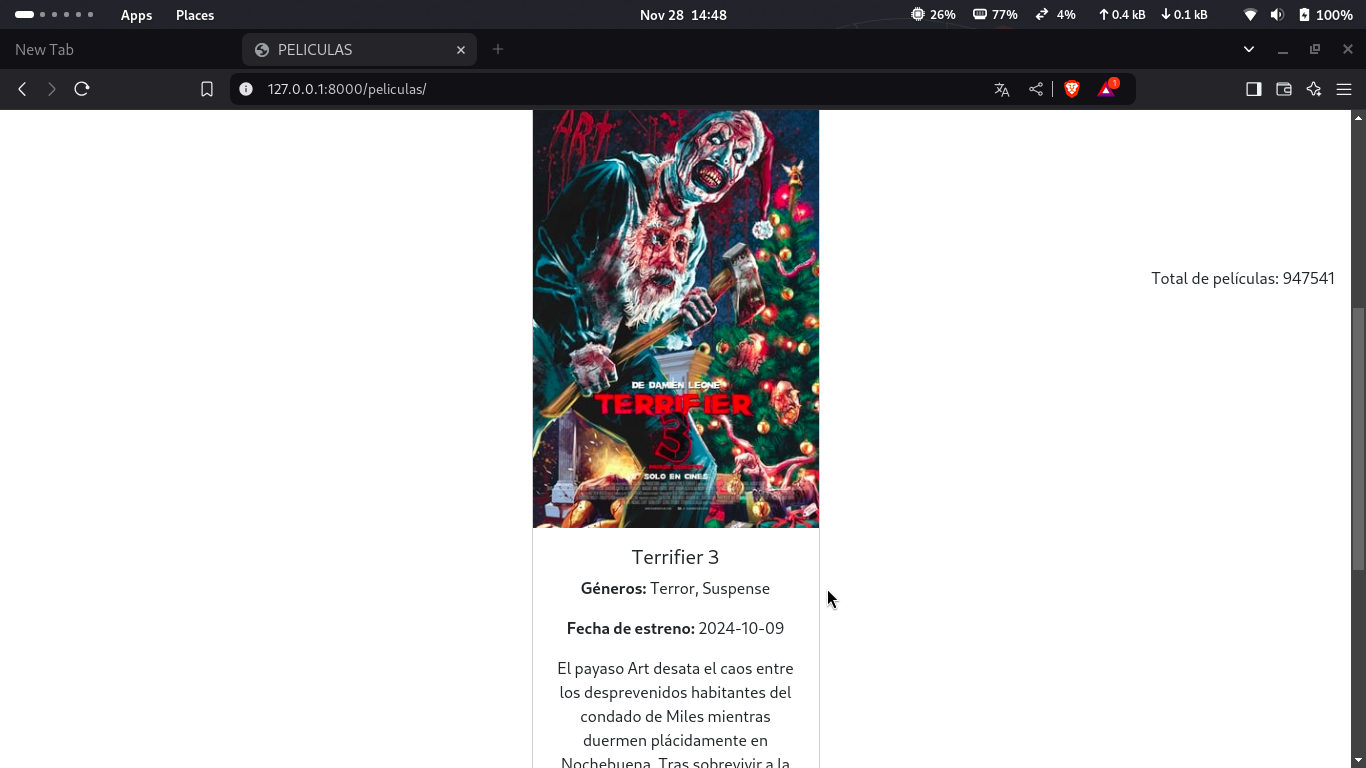 Apps Places Nov 28 14:48 26% 77% 4% 0.4 kB 0.1 kB 100%
New Tab PELICULAS
127.0.0.1:8000/peliculas/ 1
ART
Total de películas: 947541
DE DAMIEN LEONE
TERRIFIER
3
SOLO EN CINES
Terrifier 3
Géneros: Terror, Suspense
Fecha de estreno: 2024-10-09
El payaso Art desata el caos entre
los desprevenidos habitantes del
condado de Miles mientras
duermen plácidamente en
Nochebuena. Tras sobrevivir a la